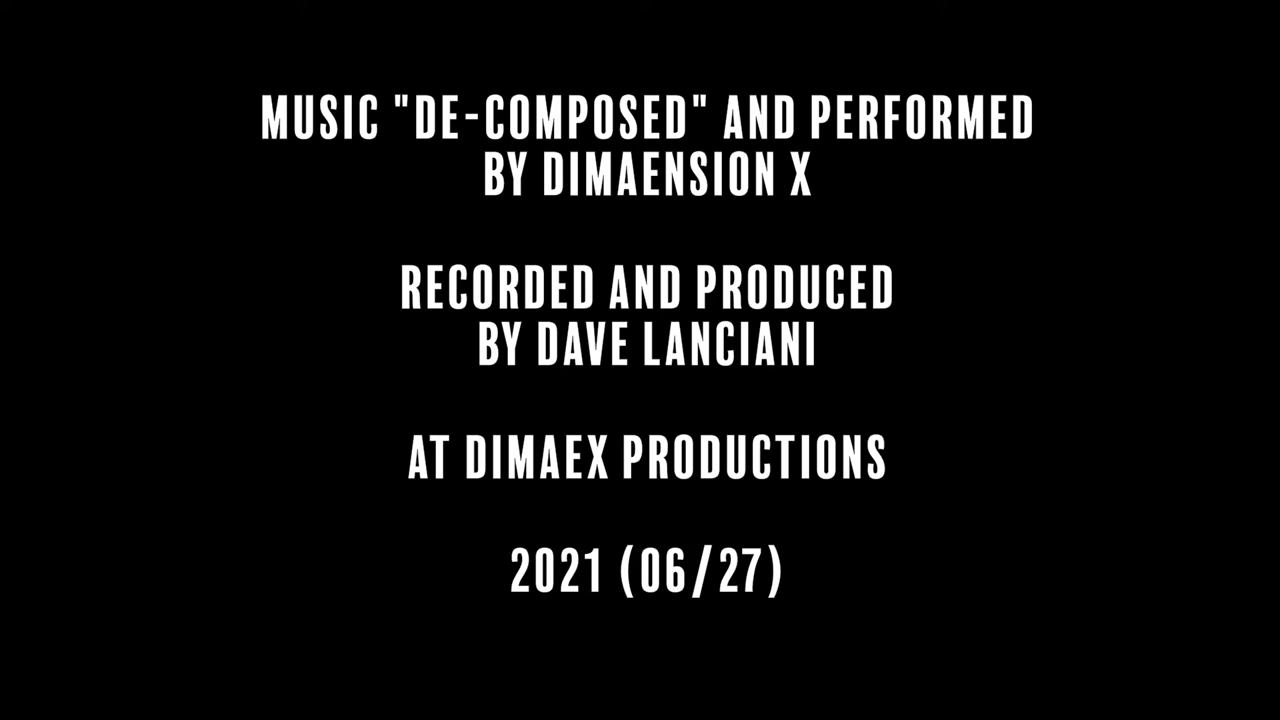 MUSIC "DE-COMPOSED" AND PERFORMED
BY DIMAENSION X
RECORDED AND PRODUCED
BY DAVE LANCIANI
AT DIMAEX PRODUCTIONS
2021 (06/27)